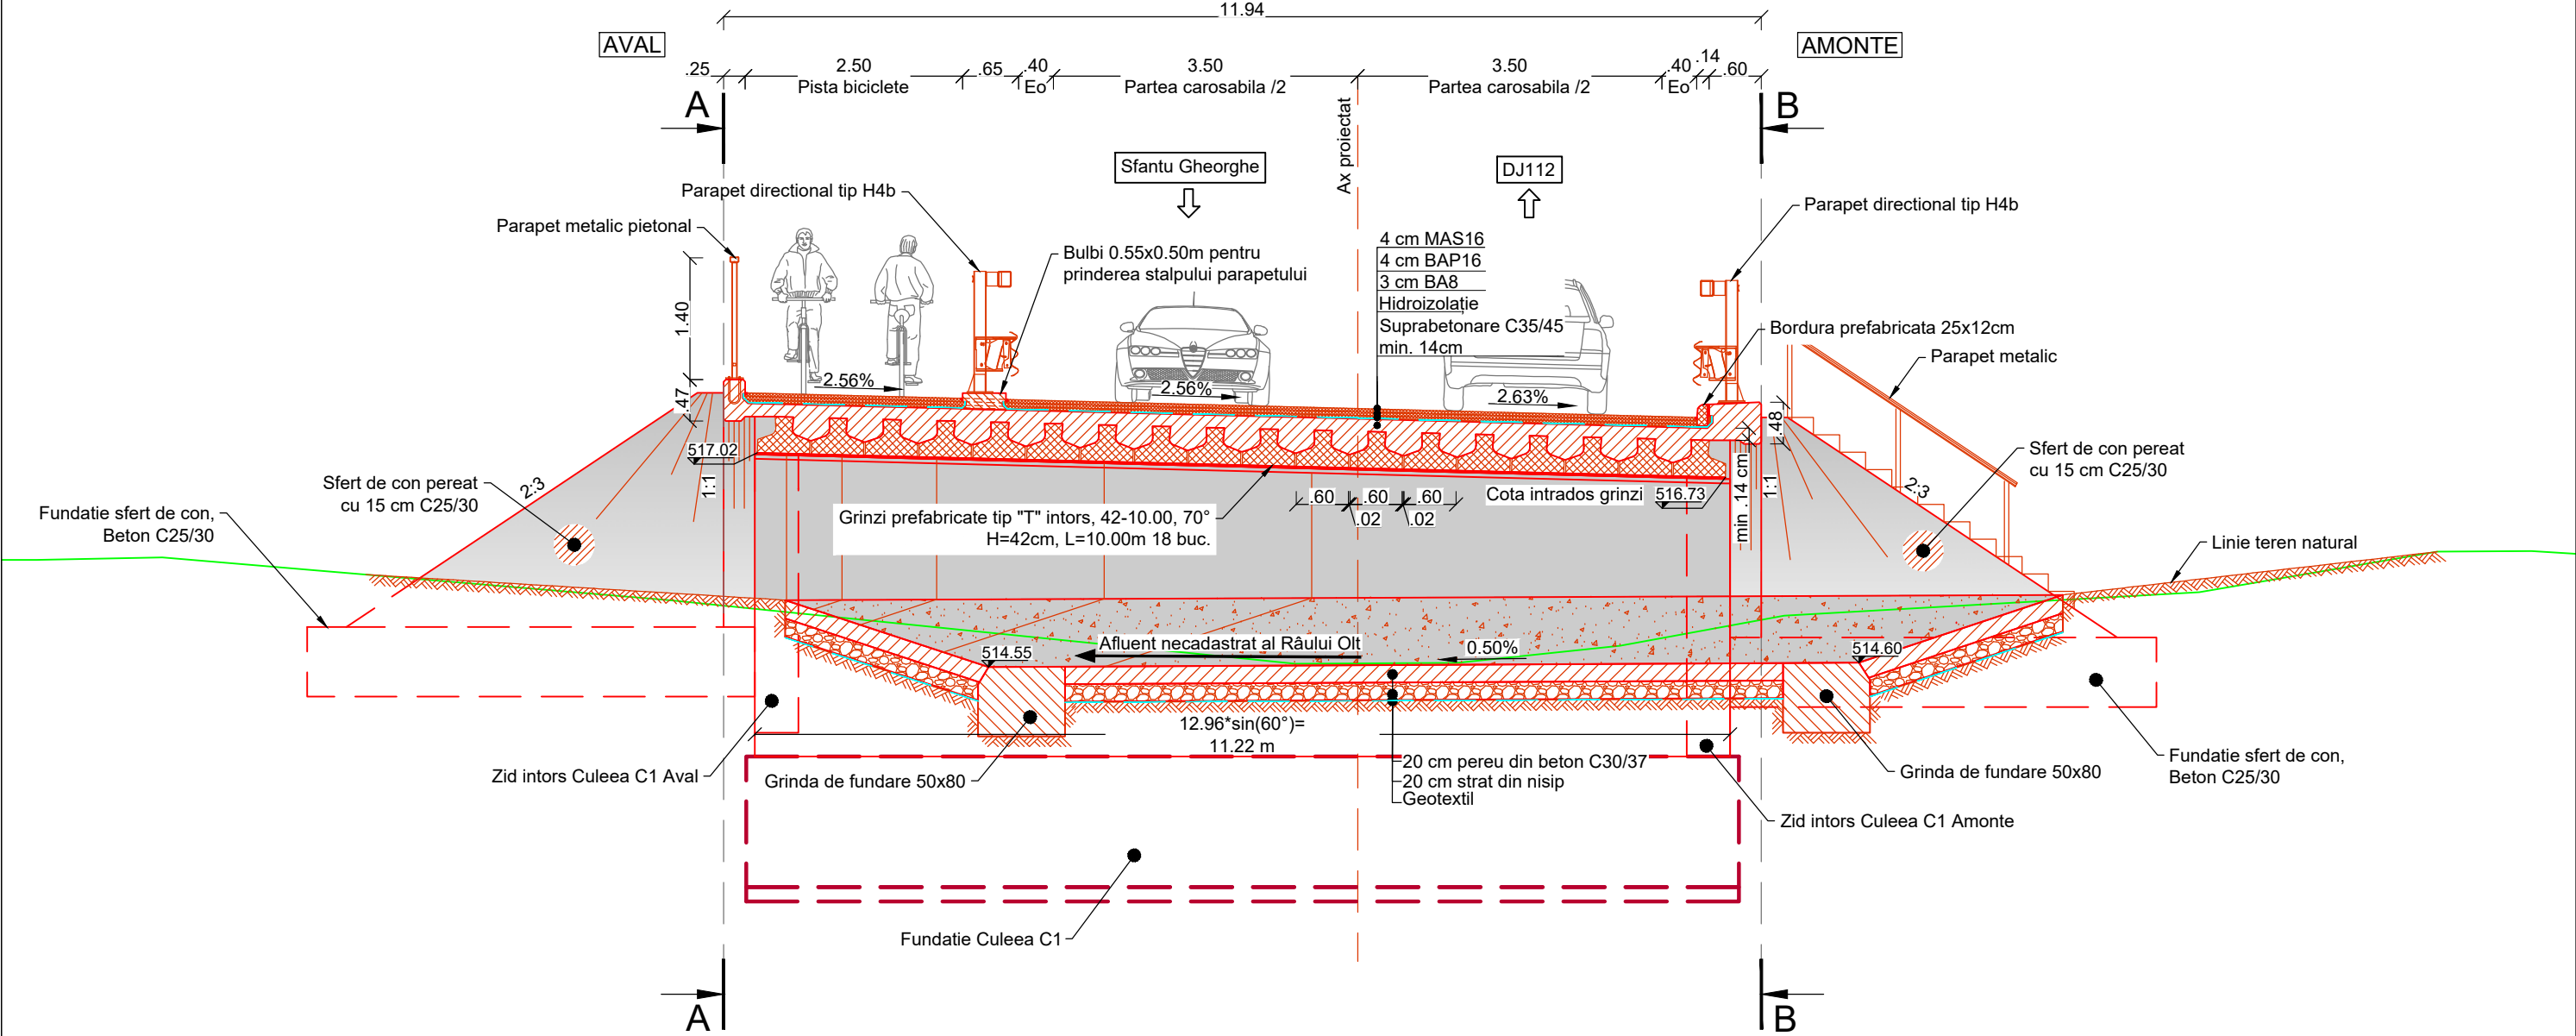 11.94
AVAL
AMONTE
.25
2.50
.65
.40
3.50
3.50
.40
.14
.60
Pista biciclete
Eo
Partea carosabila /2
Partea carosabila /2
Eo
A
B
Ax proiectat
Sfantu Gheorghe
DJ112
Parapet directional tip H4b
Parapet directional tip H4b
Parapet metalic pietonal
Bulbi 0.55x0.50m pentru
prinderea stalpului parapetului
4 cm MAS16
4 cm BAP16
3 cm BA8
Hidroizolație
Suprabetonare C35/45
min. 14cm
Bordura prefabricata 25x12cm
Parapet metalic
1.40
.47
2.56%
2.56%
2.63%
.48
517.02
Sfert de con pereat
cu 15 cm C25/30
2:3
1:1
Fundatie sfert de con,
Beton C25/30
Grinzi prefabricate tip "T" intors, 42-10.00, 70°
H=42cm, L=10.00m 18 buc.
.60
.60
.60
.02
.02
Cota intrados grinzi
516.73
min .14 cm
1:1
2:3
Sfert de con pereat
cu 15 cm C25/30
Linie teren natural
514.55
Afluent necadastrat al Râului Olt
0.50%
514.60
12.96*sin(60°)=
11.22 m
20 cm pereu din beton C30/37
20 cm strat din nisip
Geotextil
Zid intors Culeea C1 Aval
Grinda de fundare 50x80
Grinda de fundare 50x80
Fundatie sfert de con,
Beton C25/30
Zid intors Culeea C1 Amonte
Fundatie Culeea C1
A
B